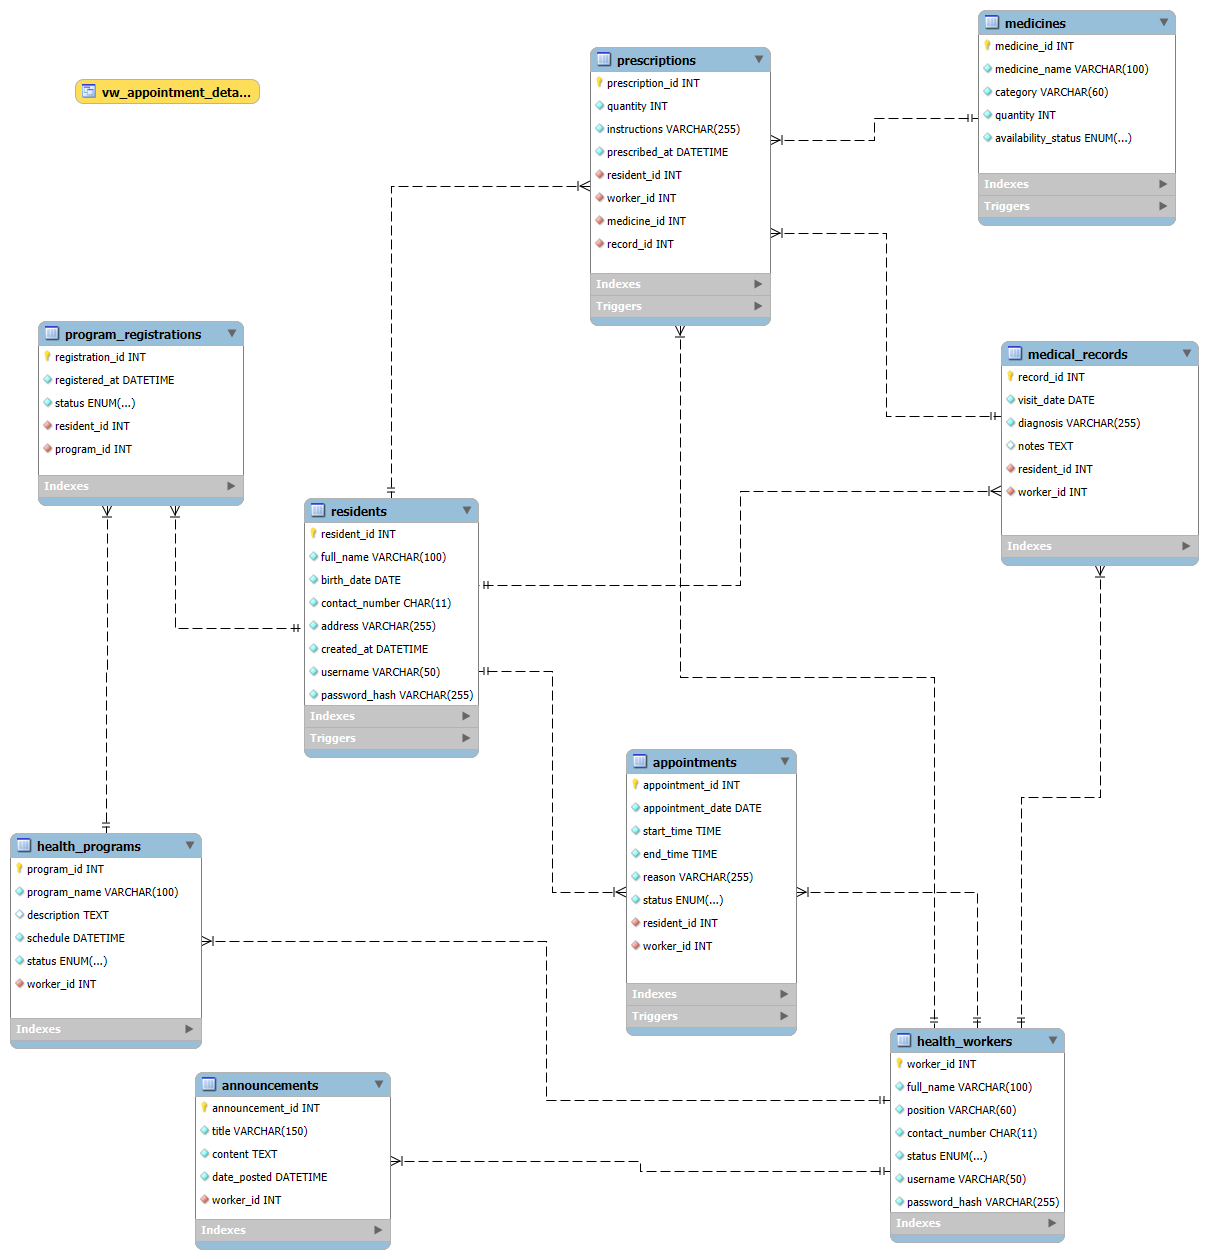 medicines
medicine_id INT
medicine_name VARCHAR(100)
category VARCHAR(60)
quantity INT
availability_status ENUM(...)
Indexes
Triggers
prescriptions
prescription_id INT
quantity INT
instructions VARCHAR(255)
prescribed_at DATETIME
resident_id INT
worker_id INT
medicine_id INT
record_id INT
Indexes
Triggers
vw_appointment_deta...
program_registrations
registration_id INT
registered_at DATETIME
status ENUM(...)
resident_id INT
program_id INT
Indexes
medical_records
record_id INT
visit_date DATE
diagnosis VARCHAR(255)
notes TEXT
resident_id INT
worker_id INT
Indexes
residents
resident_id INT
full_name VARCHAR(100)
birth_date DATE
contact_number CHAR(11)
address VARCHAR(255)
created_at DATETIME
username VARCHAR(50)
password_hash VARCHAR(255)
Indexes
Triggers
appointments
appointment_id INT
appointment_date DATE
start_time TIME
end_time TIME
reason VARCHAR(255)
status ENUM(...)
resident_id INT
worker_id INT
Indexes
Triggers
health_programs
program_id INT
program_name VARCHAR(100)
description TEXT
schedule DATETIME
status ENUM(...)
worker_id INT
Indexes
health_workers
worker_id INT
full_name VARCHAR(100)
position VARCHAR(60)
contact_number CHAR(11)
status ENUM(...)
username VARCHAR(50)
password_hash VARCHAR(255)
Indexes
announcements
announcement_id INT
title VARCHAR(150)
content TEXT
date_posted DATETIME
worker_id INT
Indexes